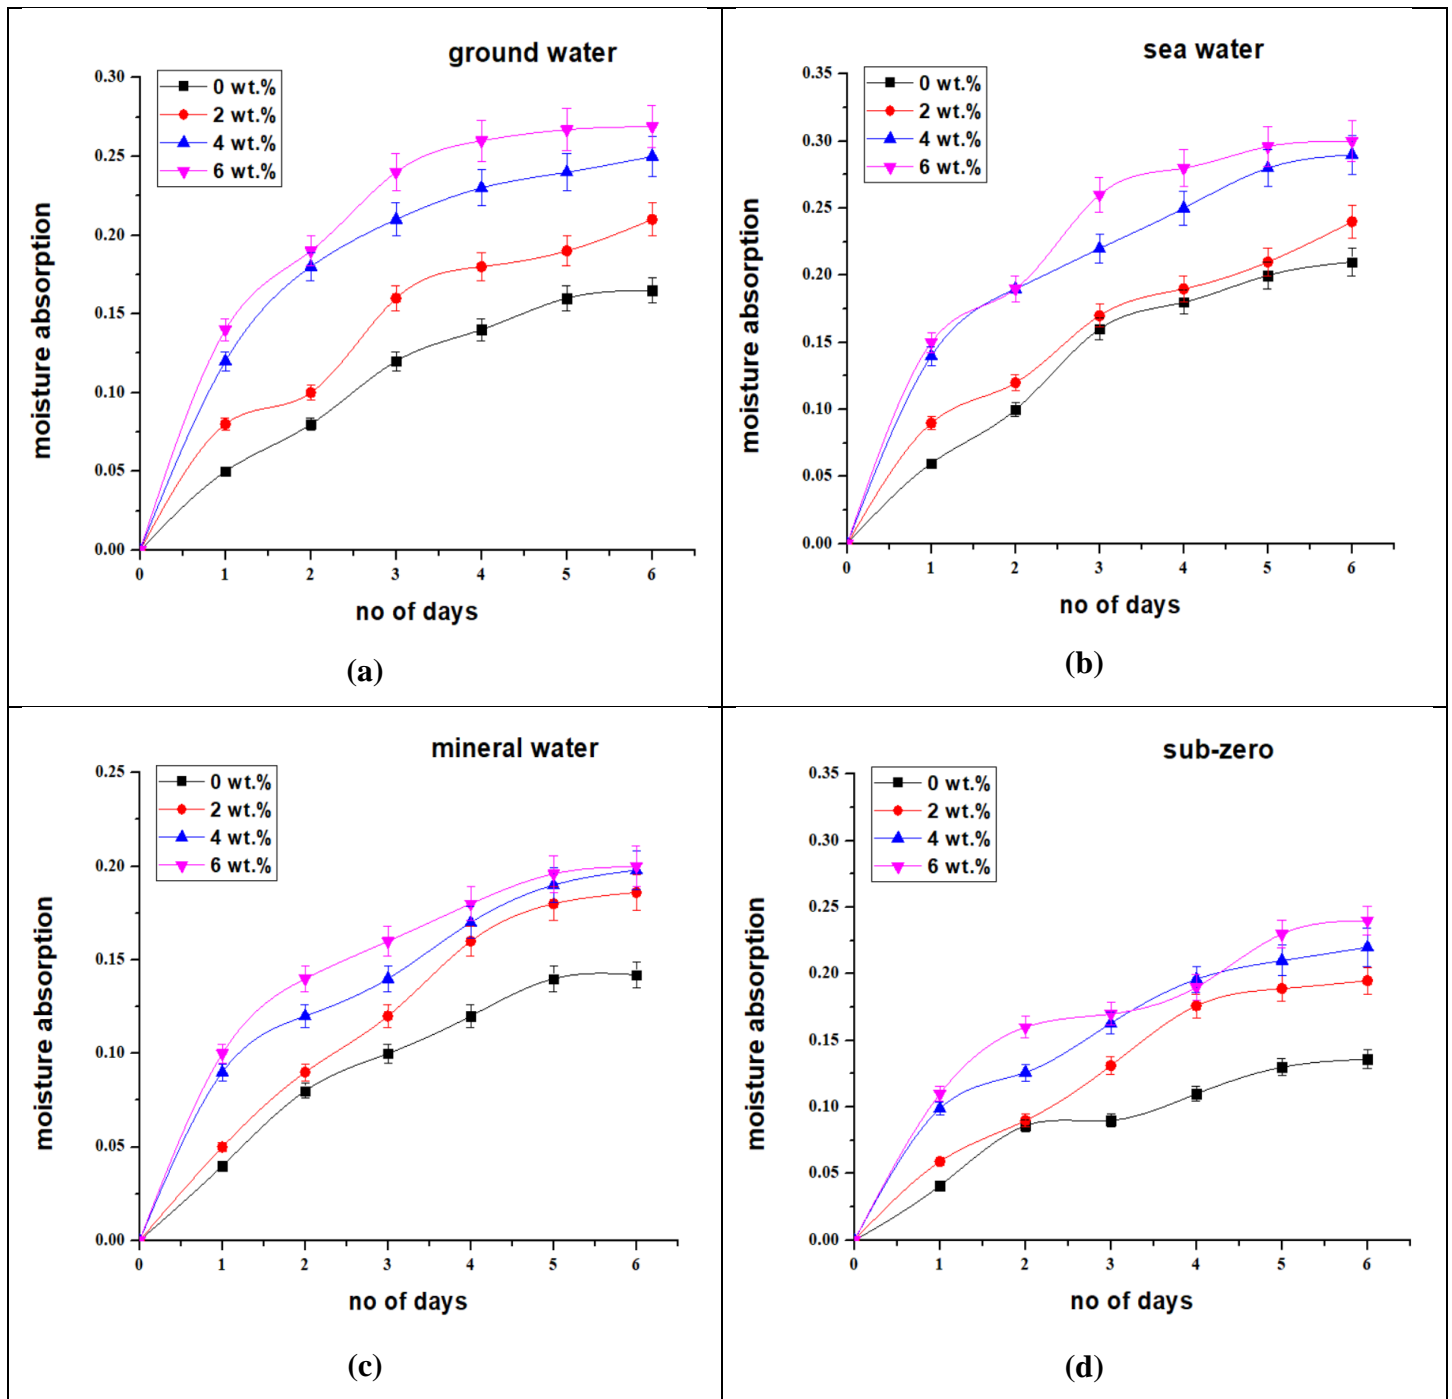 ground water
0.30
0.25
0.20
0.15
0.10
0.05
0.00
0 wt.%
2 wt.%
4 wt.%
6 wt.%
moisture absorption
0 1 2 3 4 5 6
no of days
(a)
sea water
0.35
0.30
0.25
0.20
0.15
0.10
0.05
0.00
0 wt.%
2 wt.%
4 wt.%
6 wt.%
moisture absorption
0 1 2 3 4 5 6
no of days
(b)
mineral water
0.25
0.20
0.15
0.10
0.05
0.00
0 wt.%
2 wt.%
4 wt.%
6 wt.%
moisture absorption
0 1 2 3 4 5 6
no of days
(c)
sub-zero
0.35
0.30
0.25
0.20
0.15
0.10
0.05
0.00
0 wt.%
2 wt.%
4 wt.%
6 wt.%
moisture absorption
0 1 2 3 4 5 6
no of days
(d)